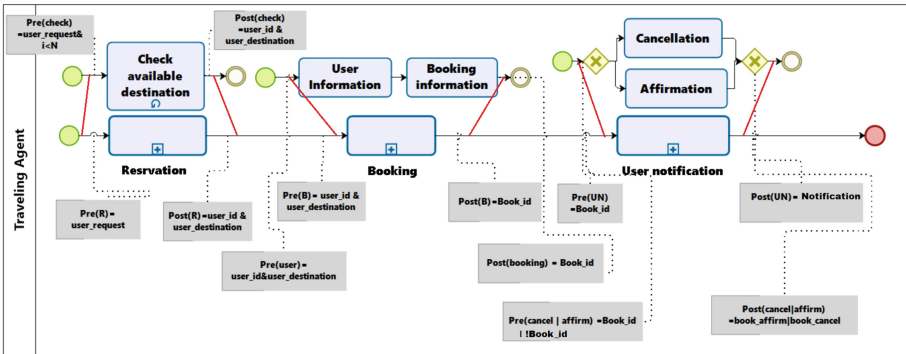 Traveling Agent
Pre(check)
=user_request&
i<N
Post(check)
=user_id &
user_destination
Check
available
destination
User
Information
Booking
information
Cancellation
Affirmation
Resrvation
Booking
User notification
Pre(R)=
user_request
Post(R)=user_id &
user_destination
Pre(B)= user_id &
user_destination
Post(B)=Book_id
Pre(UN)
=Book_id
Post(UN)= Notification
Pre(user)=
user_id&user_destination
Post(booking) = Book_id
Pre(cancel | affirm) =Book_id
| !Book_id
Post(cancel|affirm)
=book_affirm|book_cancel